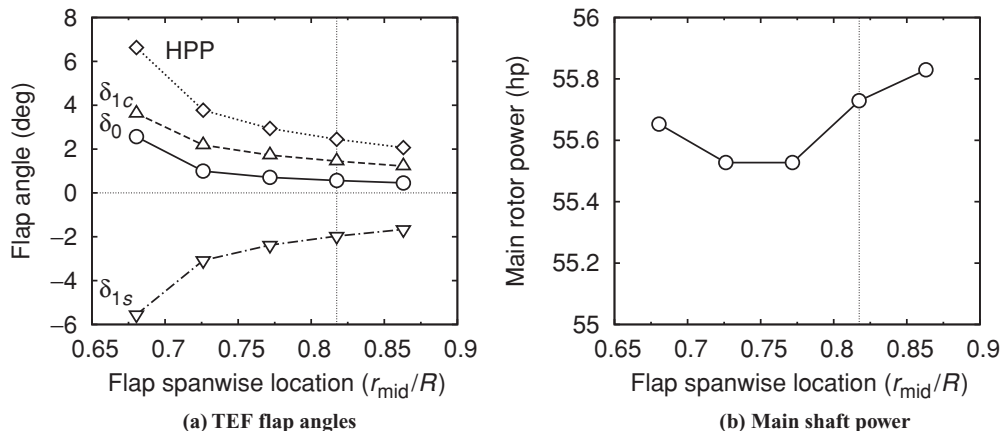 8
6
4
2
0
−2
−4
−6
Flap angle (deg)
HPP
δ1c
δ0
δ1s
0.65 0.7 0.75 0.8 0.85 0.9
Flap spanwise location (rmid/R)
(a) TEF flap angles
56
55.8
55.6
55.4
55.2
55
Main rotor power (hp)
0.65 0.7 0.75 0.8 0.85 0.9
Flap spanwise location (rmid/R)
(b) Main shaft power